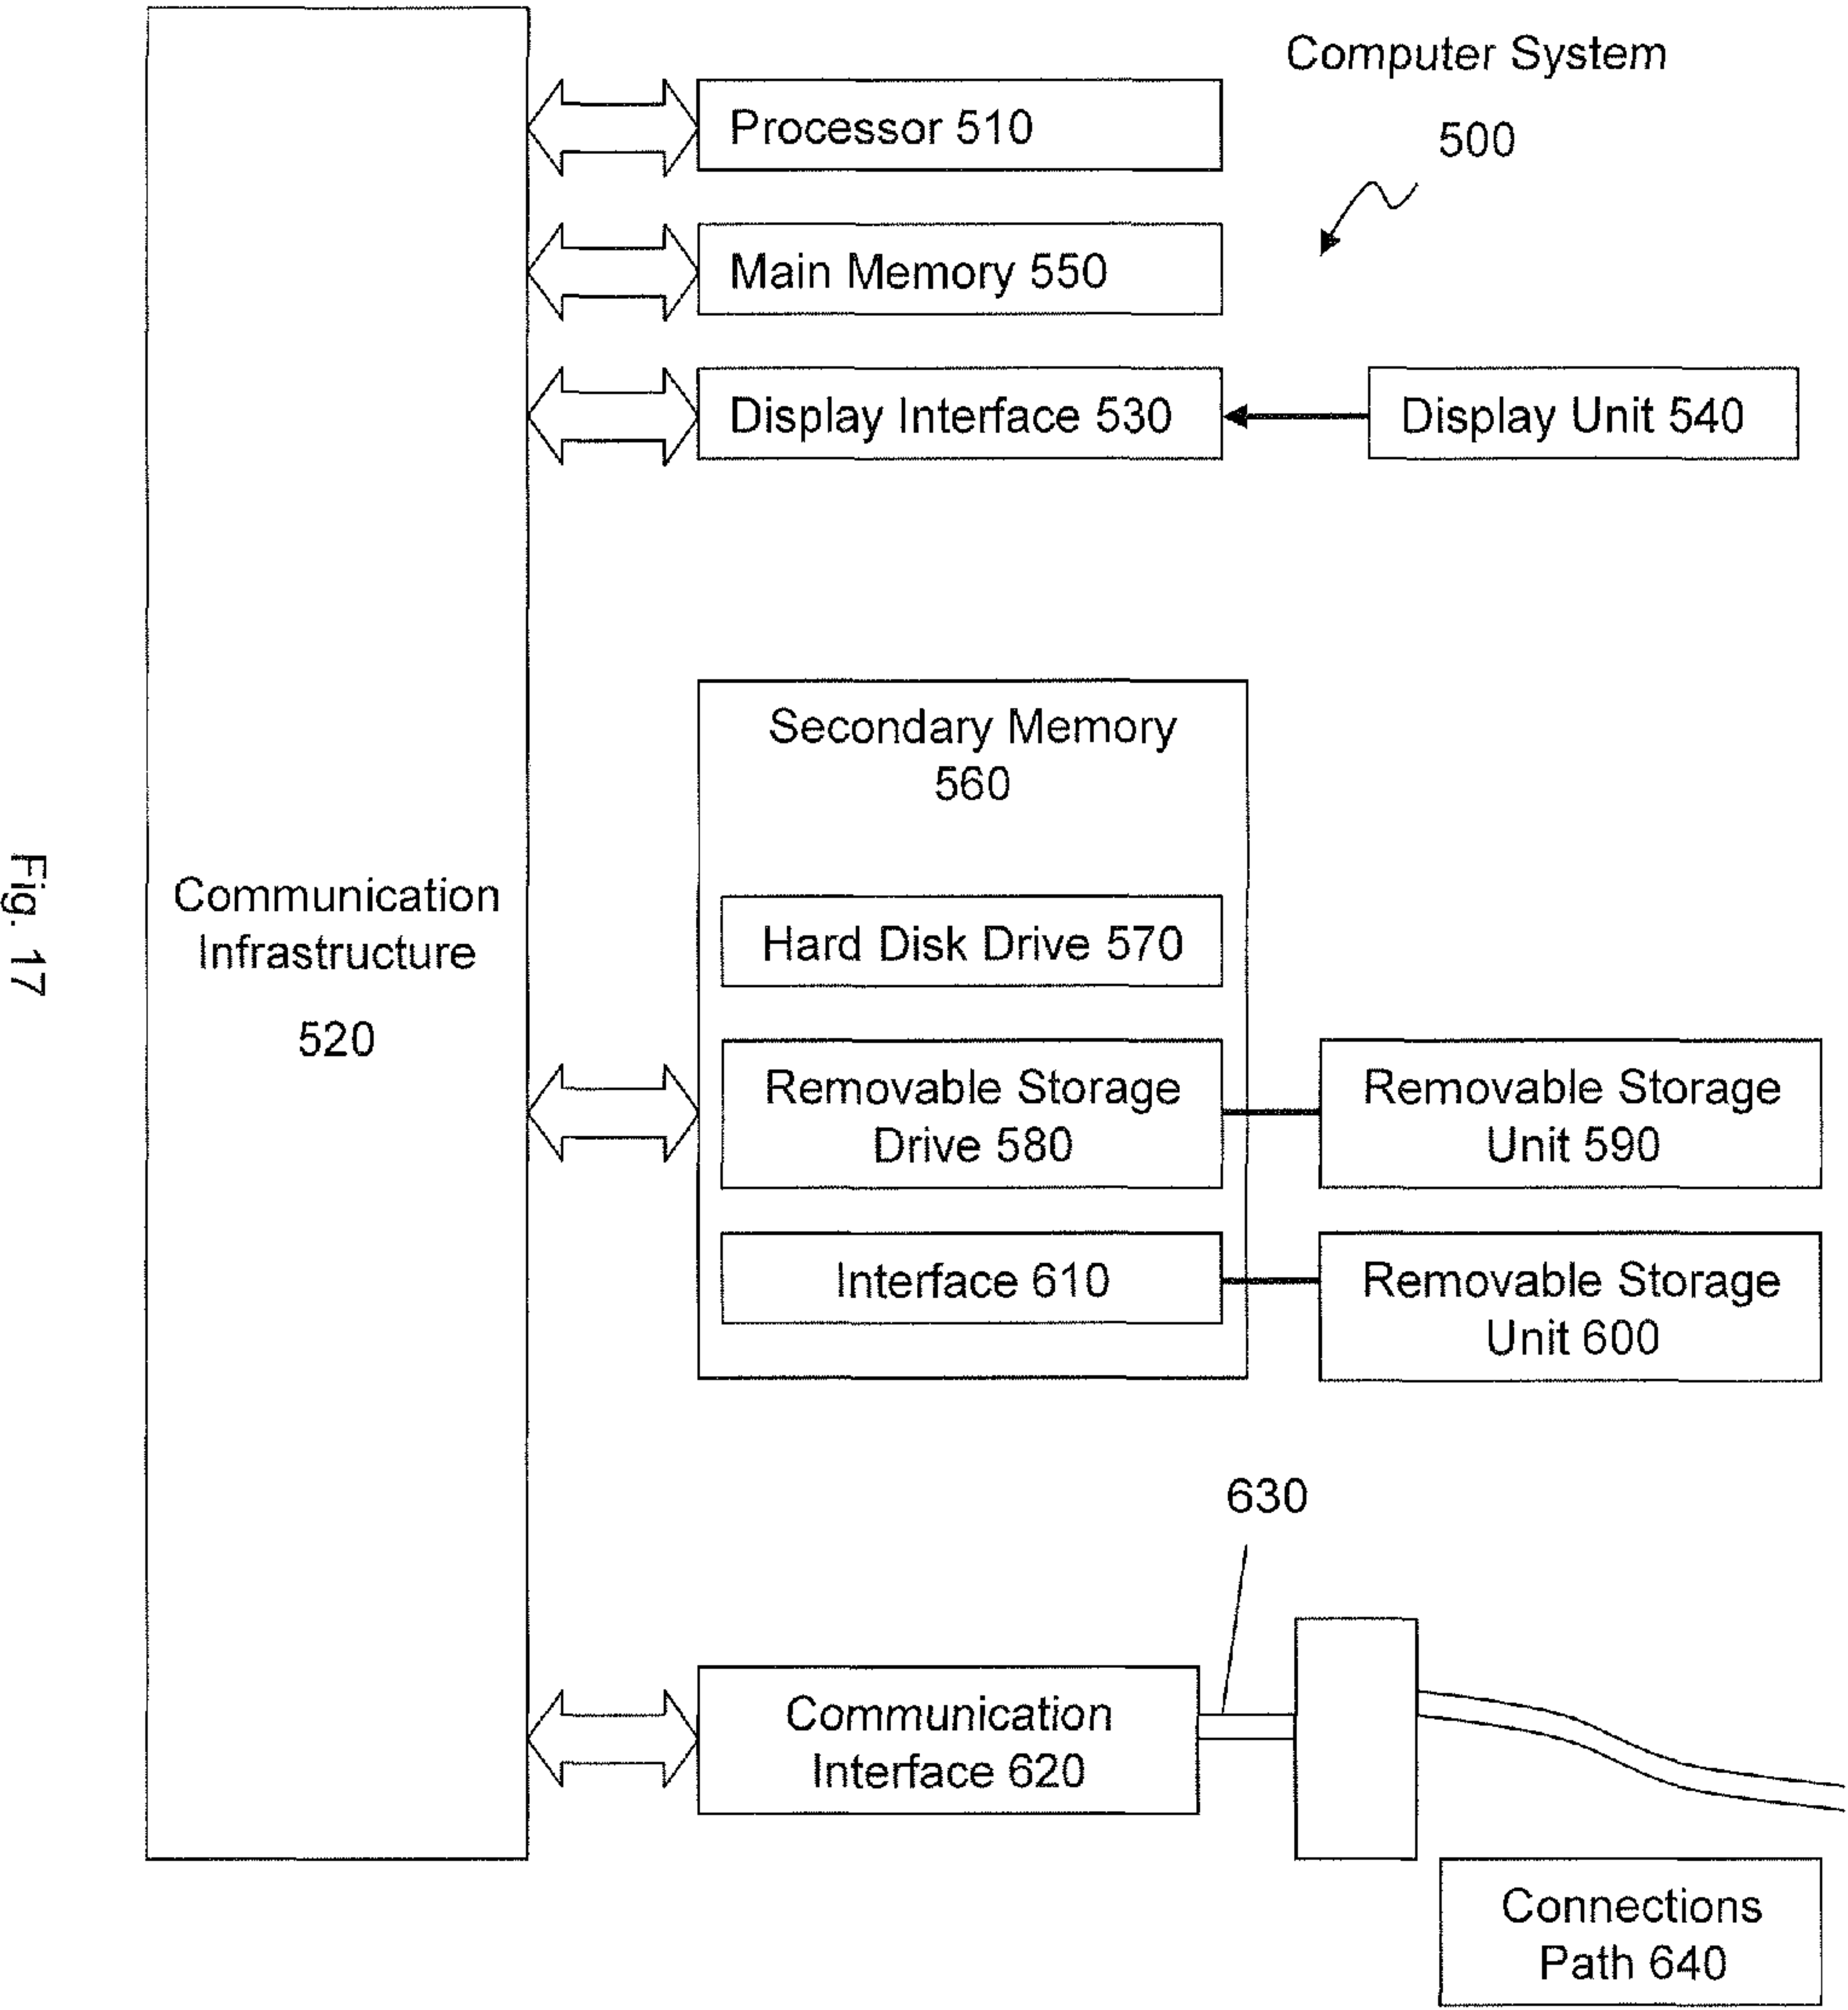 Computer System
500
Processor 510
Main Memory 550
Display Interface 530
Display Unit 540
Secondary Memory
560
Communication
Infrastructure
520
Hard Disk Drive 570
Removable Storage
Drive 580
Removable Storage
Unit 590
Interface 610
Removable Storage
Unit 600
630
Communication
Interface 620
Connections
Path 640
Fig. 17